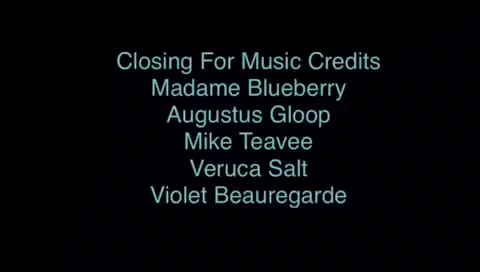 Closing For Music Credits
Madame Blueberry
Augustus Gloop
Mike Teavee
Veruca Salt
Violet Beauregarde